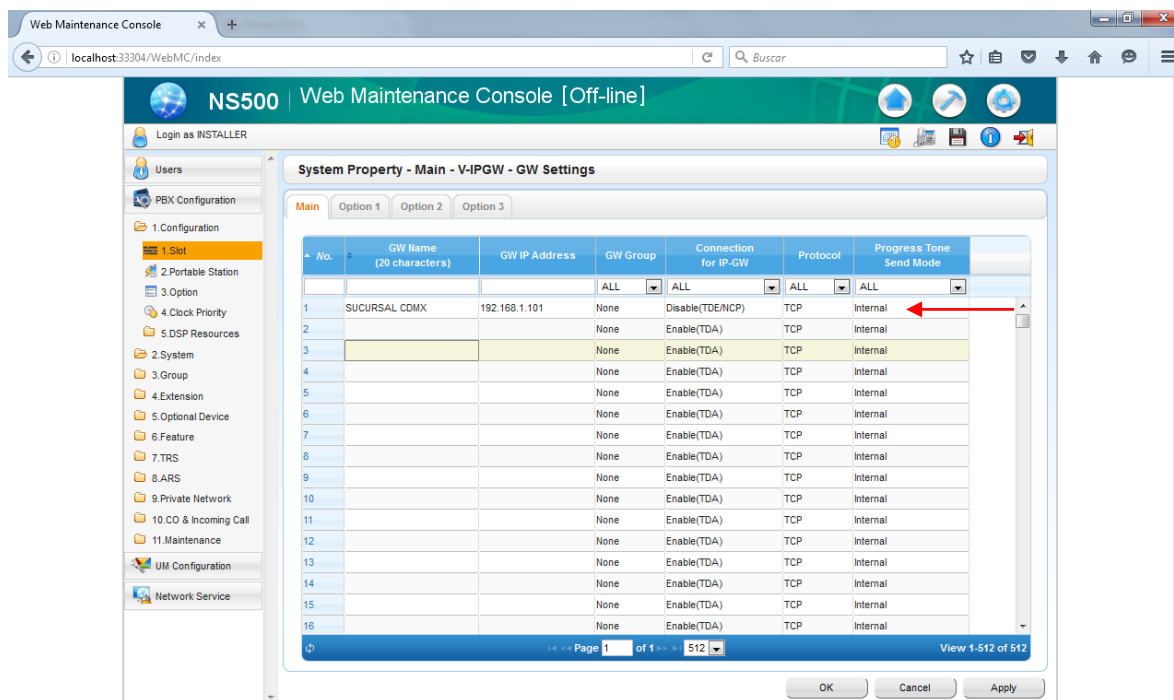 Web Maintenance Console
localhost:33304/WebMC/index
Buscar
NS500 Web Maintenance Console [Off-line]
Login as INSTALLER
Users
PBX Configuration
1.Configuration
1.Slot
2.Portable Station
3.Option
4.Clock Priority
5.DSP Resources
2.System
3.Group
4.Extension
5.Optional Device
6.Feature
7.TRS
8.ARS
9.Private Network
10.CO & Incoming Call
11.Maintenance
UM Configuration
Network Service
System Property - Main - V-IPGW - GW Settings
Main Option 1 Option 2 Option 3
No. GW Name (20 characters) GW IP Address GW Group Connection for IP-GW Protocol Progress Tone Send Mode
ALL ALL ALL ALL
1 SUCURSAL CDMX 192.168.1.101 None Disable(TDE/NCP) TCP Internal
2 None Enable(TDA) TCP Internal
3 None Enable(TDA) TCP Internal
4 None Enable(TDA) TCP Internal
5 None Enable(TDA) TCP Internal
6 None Enable(TDA) TCP Internal
7 None Enable(TDA) TCP Internal
8 None Enable(TDA) TCP Internal
9 None Enable(TDA) TCP Internal
10 None Enable(TDA) TCP Internal
11 None Enable(TDA) TCP Internal
12 None Enable(TDA) TCP Internal
13 None Enable(TDA) TCP Internal
14 None Enable(TDA) TCP Internal
15 None Enable(TDA) TCP Internal
16 None Enable(TDA) TCP Internal
Page 1 of 1 512 View 1-512 of 512
OK Cancel Apply